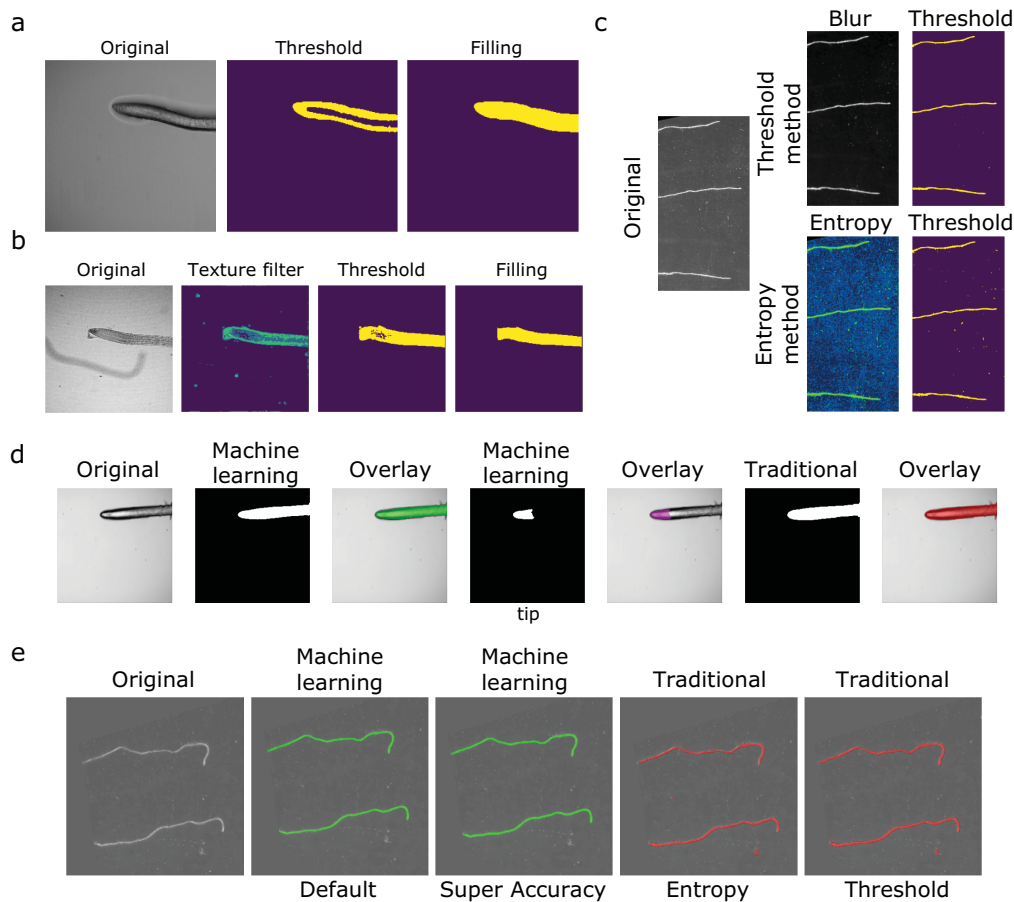 a
Original
Threshold
Filling
b
Original
Texture filter
Threshold
Filling
c
Original
Threshold
method
Blur
Threshold
Entropy
method
Entropy
Threshold
d
Original
Machine
learning
Overlay
Machine
learning
tip
Overlay
Traditional
Overlay
e
Original
Machine
learning
Default
Machine
learning
Super Accuracy
Traditional
Entropy
Traditional
Threshold